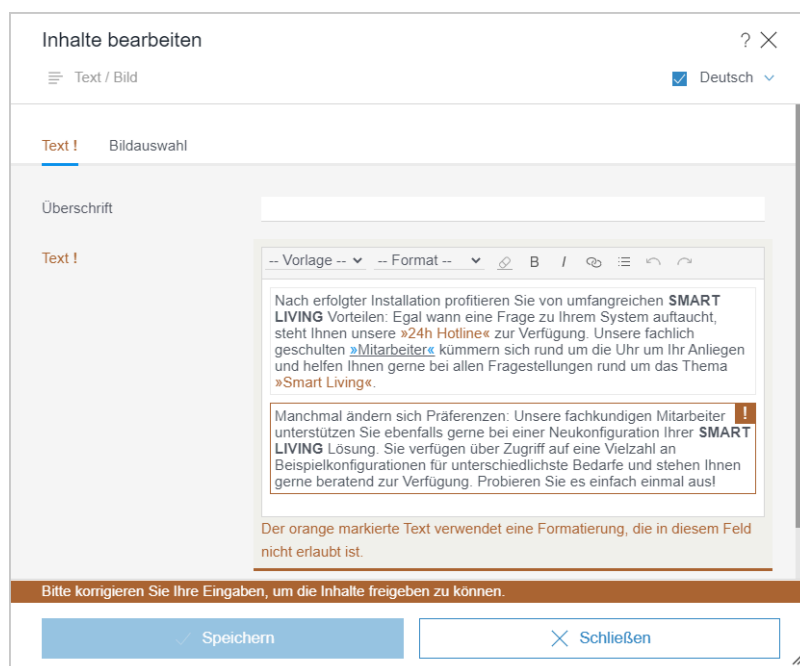 Inhalte bearbeiten
?
Text / Bild
Deutsch
Text !
Bildauswahl
Überschrift
Text !
-- Vorlage --
-- Format --
B
I
Nach erfolgter Installation profitieren Sie von umfangreichen SMART
LIVING Vorteilen: Egal wann eine Frage zu Ihrem System auftaucht,
steht Ihnen unsere »24h Hotline« zur Verfügung. Unsere fachlich
geschulten »Mitarbeiter« kümmern sich rund um die Uhr um Ihr Anliegen
und helfen Ihnen gerne bei allen Fragestellungen rund um das Thema
»Smart Living«.
!
Manchmal ändern sich Präferenzen: Unsere fachkundigen Mitarbeiter
unterstützen Sie ebenfalls gerne bei einer Neukonfiguration Ihrer SMART
LIVING Lösung. Sie verfügen über Zugriff auf eine Vielzahl an
Beispielkonfigurationen für unterschiedlichste Bedarfe und stehen Ihnen
gerne beratend zur Verfügung. Probieren Sie es einfach einmal aus!
Der orange markierte Text verwendet eine Formatierung, die in diesem Feld
nicht erlaubt ist.
Bitte korrigieren Sie Ihre Eingaben, um die Inhalte freigeben zu können.
Speichern
Schließen